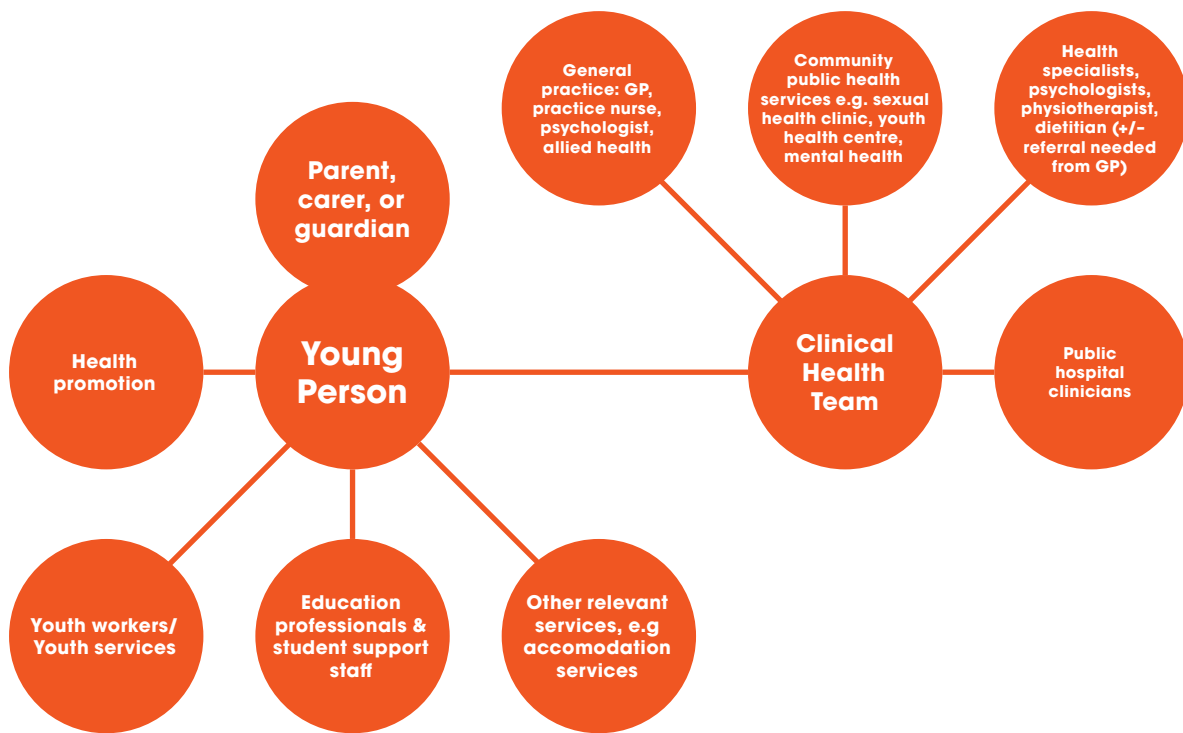 General
practice: GP,
practice nurse,
psychologist,
allied health
Community
public health
services e.g. sexual
health clinic, youth
health centre,
mental health
Health
specialists,
psychologists,
physiotherapist,
dietitian (+/-
referral needed
from GP)
Parent,
carer, or
guardian
Health
promotion
Young
Person
Clinical
Health
Team
Public
hospital
clinicians
Youth workers/
Youth services
Education
professionals &
student support
staff
Other relevant
services, e.g
accomodation
services